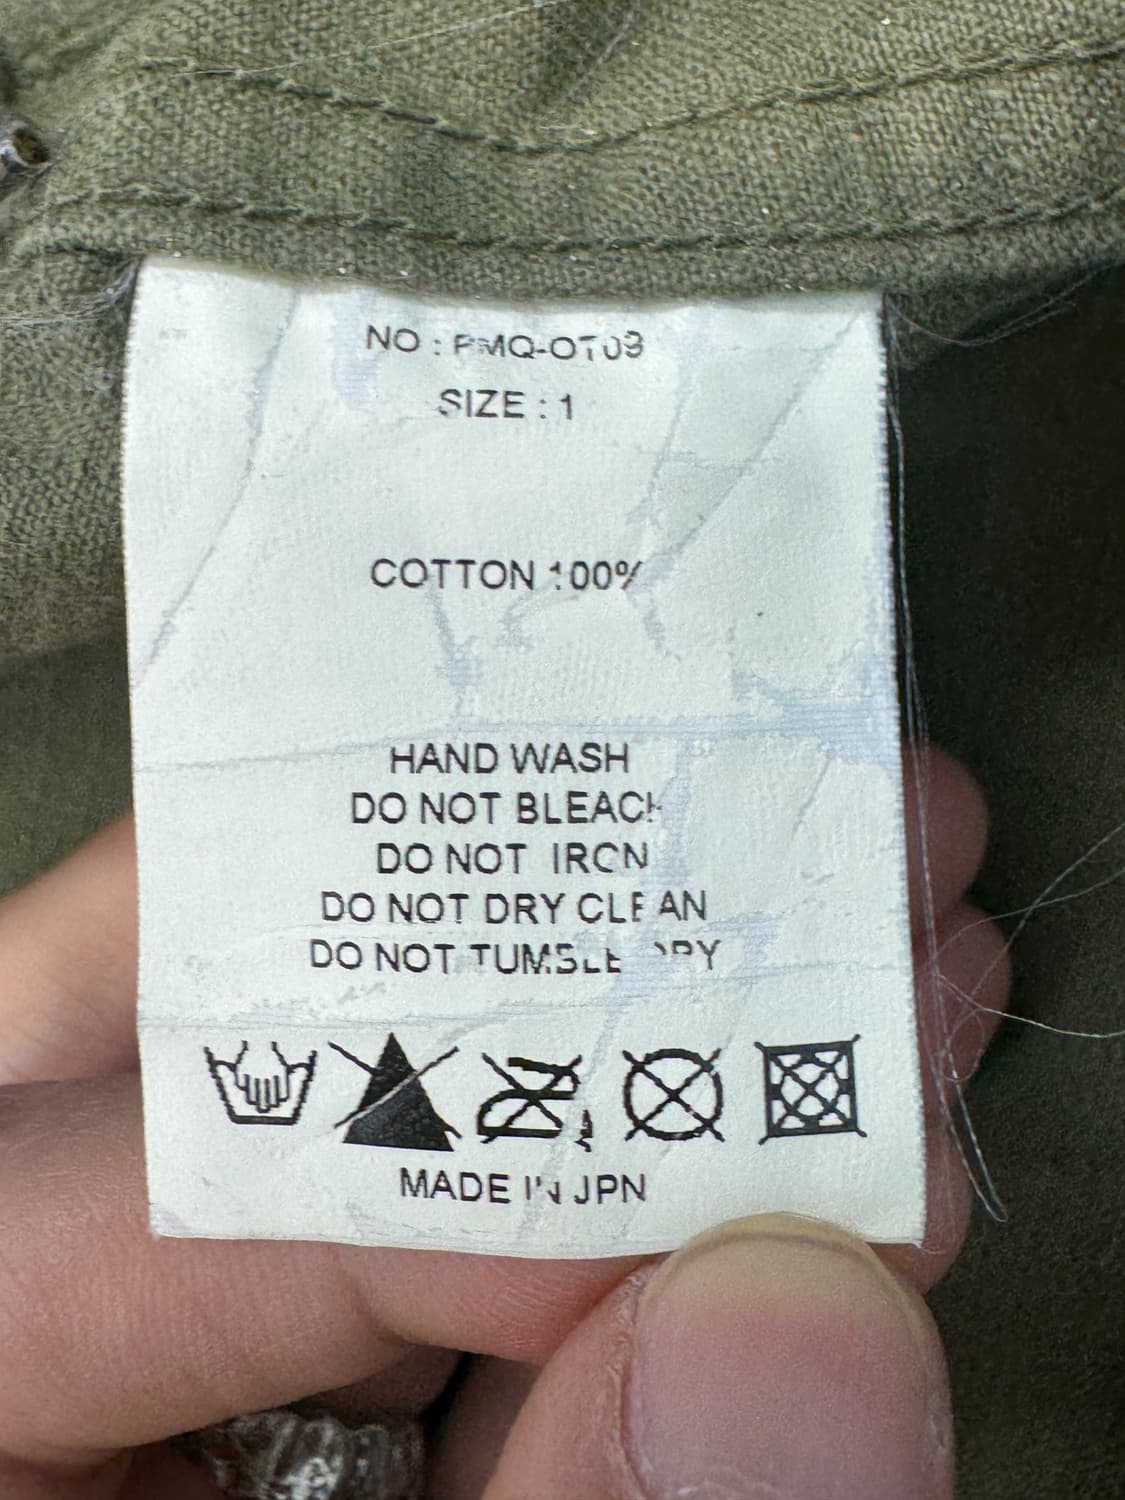 NO : PMQ-OT09
SIZE : 1
COTTON 100%
HAND WASH
DO NOT BLEACH
DO NOT IRON
DO NOT DRY CLEAN
DO NOT TUMBLE DRY
MADE IN JPN